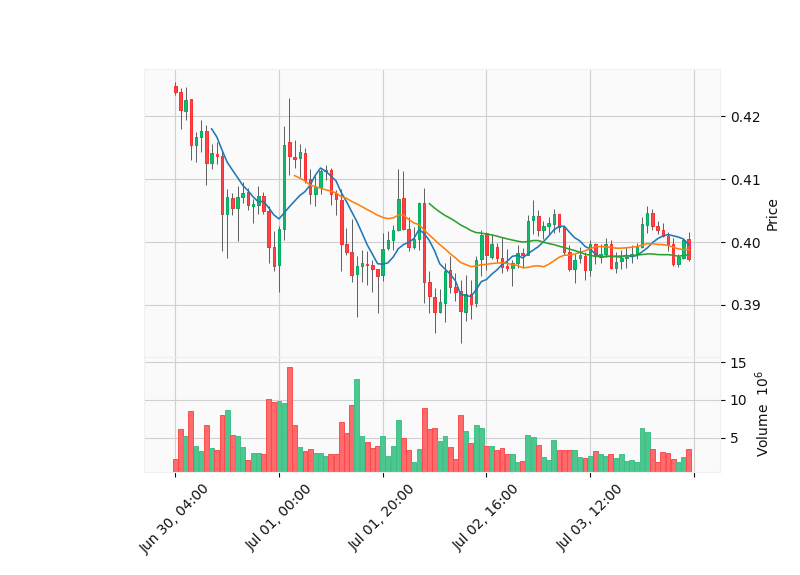 0.42
0.41
0.40
0.39
Price
15
10
5
Volume 10^6
Jun 30, 04:00
Jul 01, 00:00
Jul 01, 20:00
Jul 02, 16:00
Jul 03, 12:00